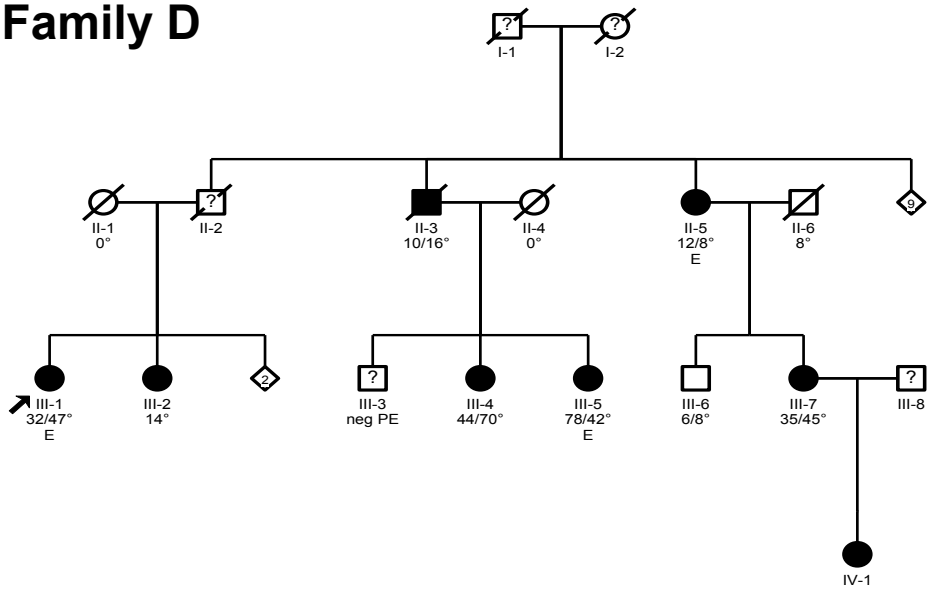 Family D
? ?
I-1 I-2
? 9
II-1 II-2 II-3 II-4 II-5 II-6
0° 10/16° 0° 12/8° 8°
E
2 ? ?
III-1 III-2 III-3 III-4 III-5 III-6 III-7 III-8
32/47° 14° neg PE 44/70° 78/42° 6/8° 35/45°
E E
IV-1